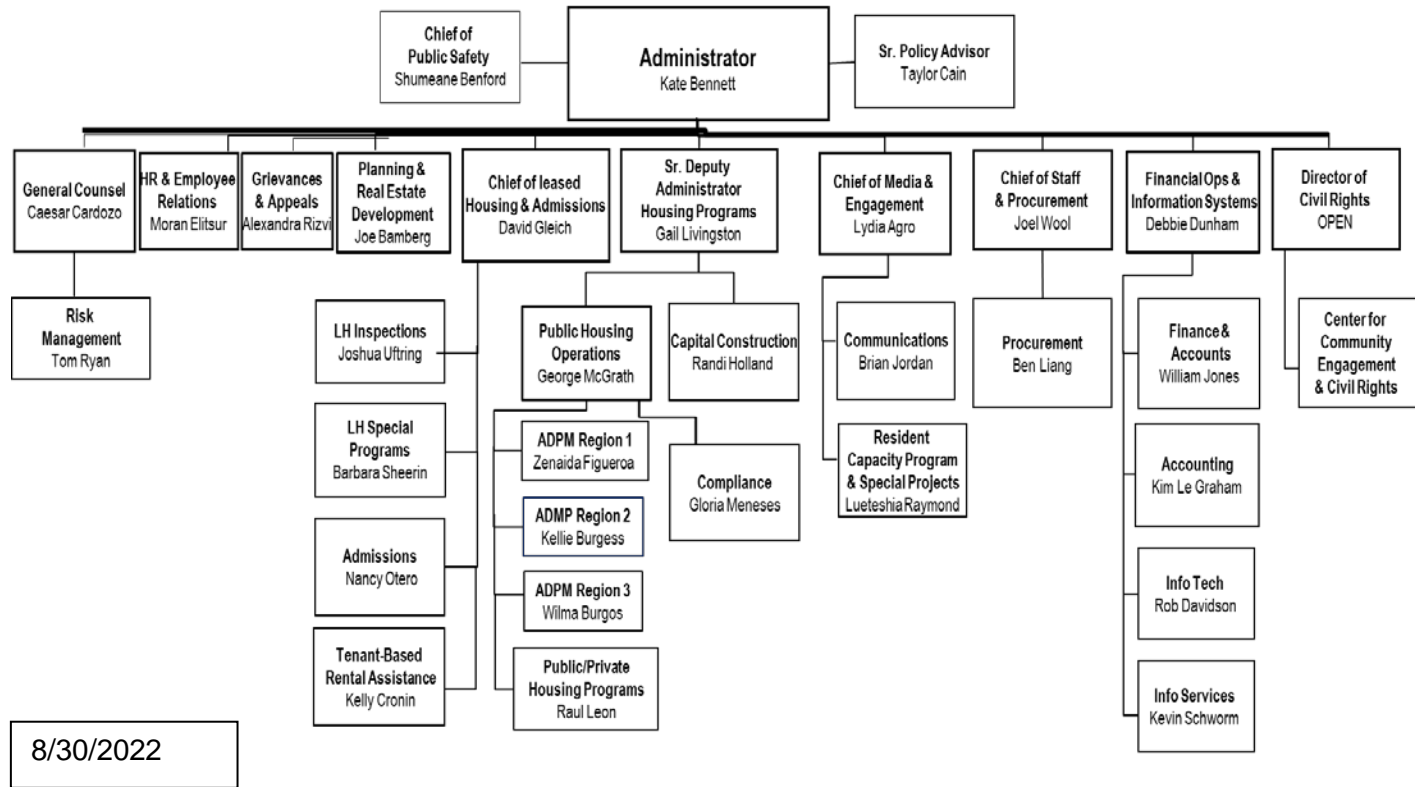 Chief of
Public Safety
Shumeane Benford
Administrator
Kate Bennett
Sr. Policy Advisor
Taylor Cain
General Counsel
Caesar Cardozo
HR & Employee
Relations
Moran Elitsur
Grievances
& Appeals
Alexandra Rizvi
Planning &
Real Estate
Development
Joe Bamberg
Chief of leased
Housing & Admissions
David Gleich
Sr. Deputy
Administrator
Housing Programs
Gail Livingston
Chief of Media &
Engagement
Lydia Agro
Chief of Staff
& Procurement
Joel Wool
Financial Ops &
Information Systems
Debbie Dunham
Director of
Civil Rights
OPEN
Risk
Management
Tom Ryan
LH Inspections
Joshua Uftring
Public Housing
Operations
George McGrath
Capital Construction
Randi Holland
Communications
Brian Jordan
Procurement
Ben Liang
Finance &
Accounts
William Jones
Center for
Community
Engagement
& Civil Rights
LH Special
Programs
Barbara Sheerin
ADPM Region 1
Zenaida Figueroa
Compliance
Gloria Meneses
Resident
Capacity Program
& Special Projects
Lueteshia Raymond
Accounting
Kim Le Graham
ADMP Region 2
Kellie Burgess
Admissions
Nancy Otero
ADPM Region 3
Wilma Burgos
Info Tech
Rob Davidson
Tenant-Based
Rental Assistance
Kelly Cronin
Public/Private
Housing Programs
Raul Leon
Info Services
Kevin Schworm
8/30/2022